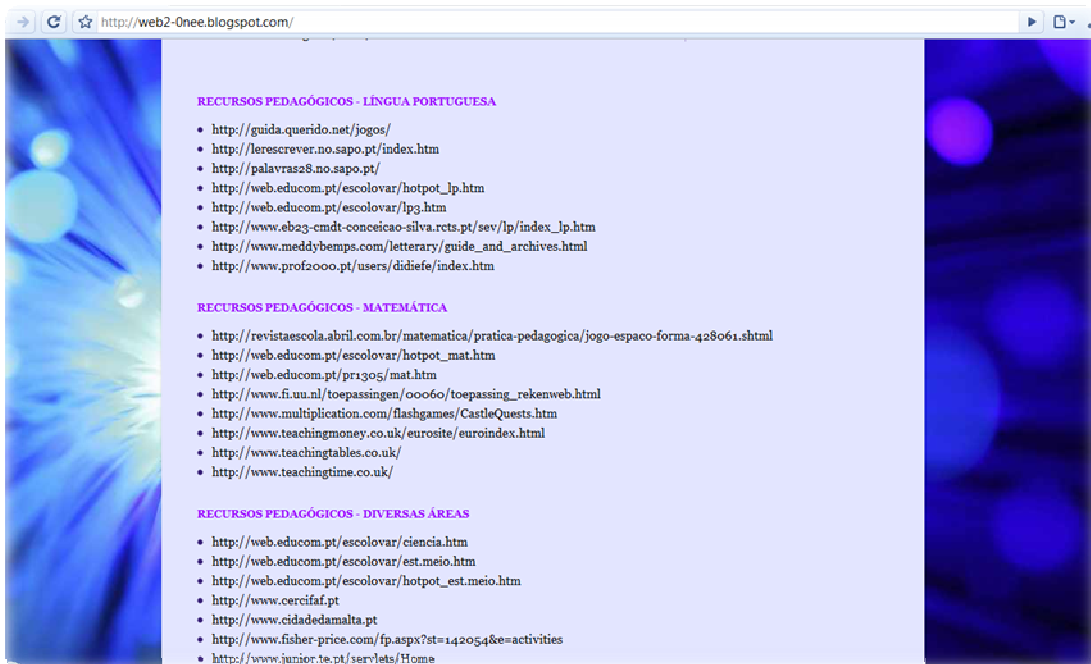 http://web2-0nee.blogspot.com/
RECURSOS PEDAGÓGICOS - LÍNGUA PORTUGUESA
http://guida.querido.net/jogos/
http://lerescrever.no.sapo.pt/index.htm
http://palavras28.no.sapo.pt/
http://web.educom.pt/escolovar/hotpot_lp.htm
http://web.educom.pt/escolovar/lp3.htm
http://www.eb23-cmdt-conceicao-silva.rcts.pt/sev/lp/index_lp.htm
http://www.meddybemps.com/letterary/guide_and_archives.html
http://www.prof2000.pt/users/didiefe/index.htm
RECURSOS PEDAGÓGICOS - MATEMÁTICA
http://revistaescola.abril.com.br/matematica/pratica-pedagogica/jogo-espaco-forma-428061.shtml
http://web.educom.pt/escolovar/hotpot_mat.htm
http://web.educom.pt/pr1305/mat.htm
http://www.fi.uu.nl/toepassingen/00060/toepassing_rekenweb.html
http://www.multiplication.com/flashgames/CastleQuests.htm
http://www.teachingmoney.co.uk/eurosite/euroindex.html
http://www.teachingtables.co.uk/
http://www.teachingtime.co.uk/
RECURSOS PEDAGÓGICOS - DIVERSAS ÁREAS
http://web.educom.pt/escolovar/ciencia.htm
http://web.educom.pt/escolovar/est.meio.htm
http://web.educom.pt/escolovar/hotpot_est.meio.htm
http://www.cercifaf.pt
http://www.cidadedamalta.pt
http://www.fisher-price.com/fp.aspx?st=142054&e=activities
http://www.junior.te.pt/servlets/Home